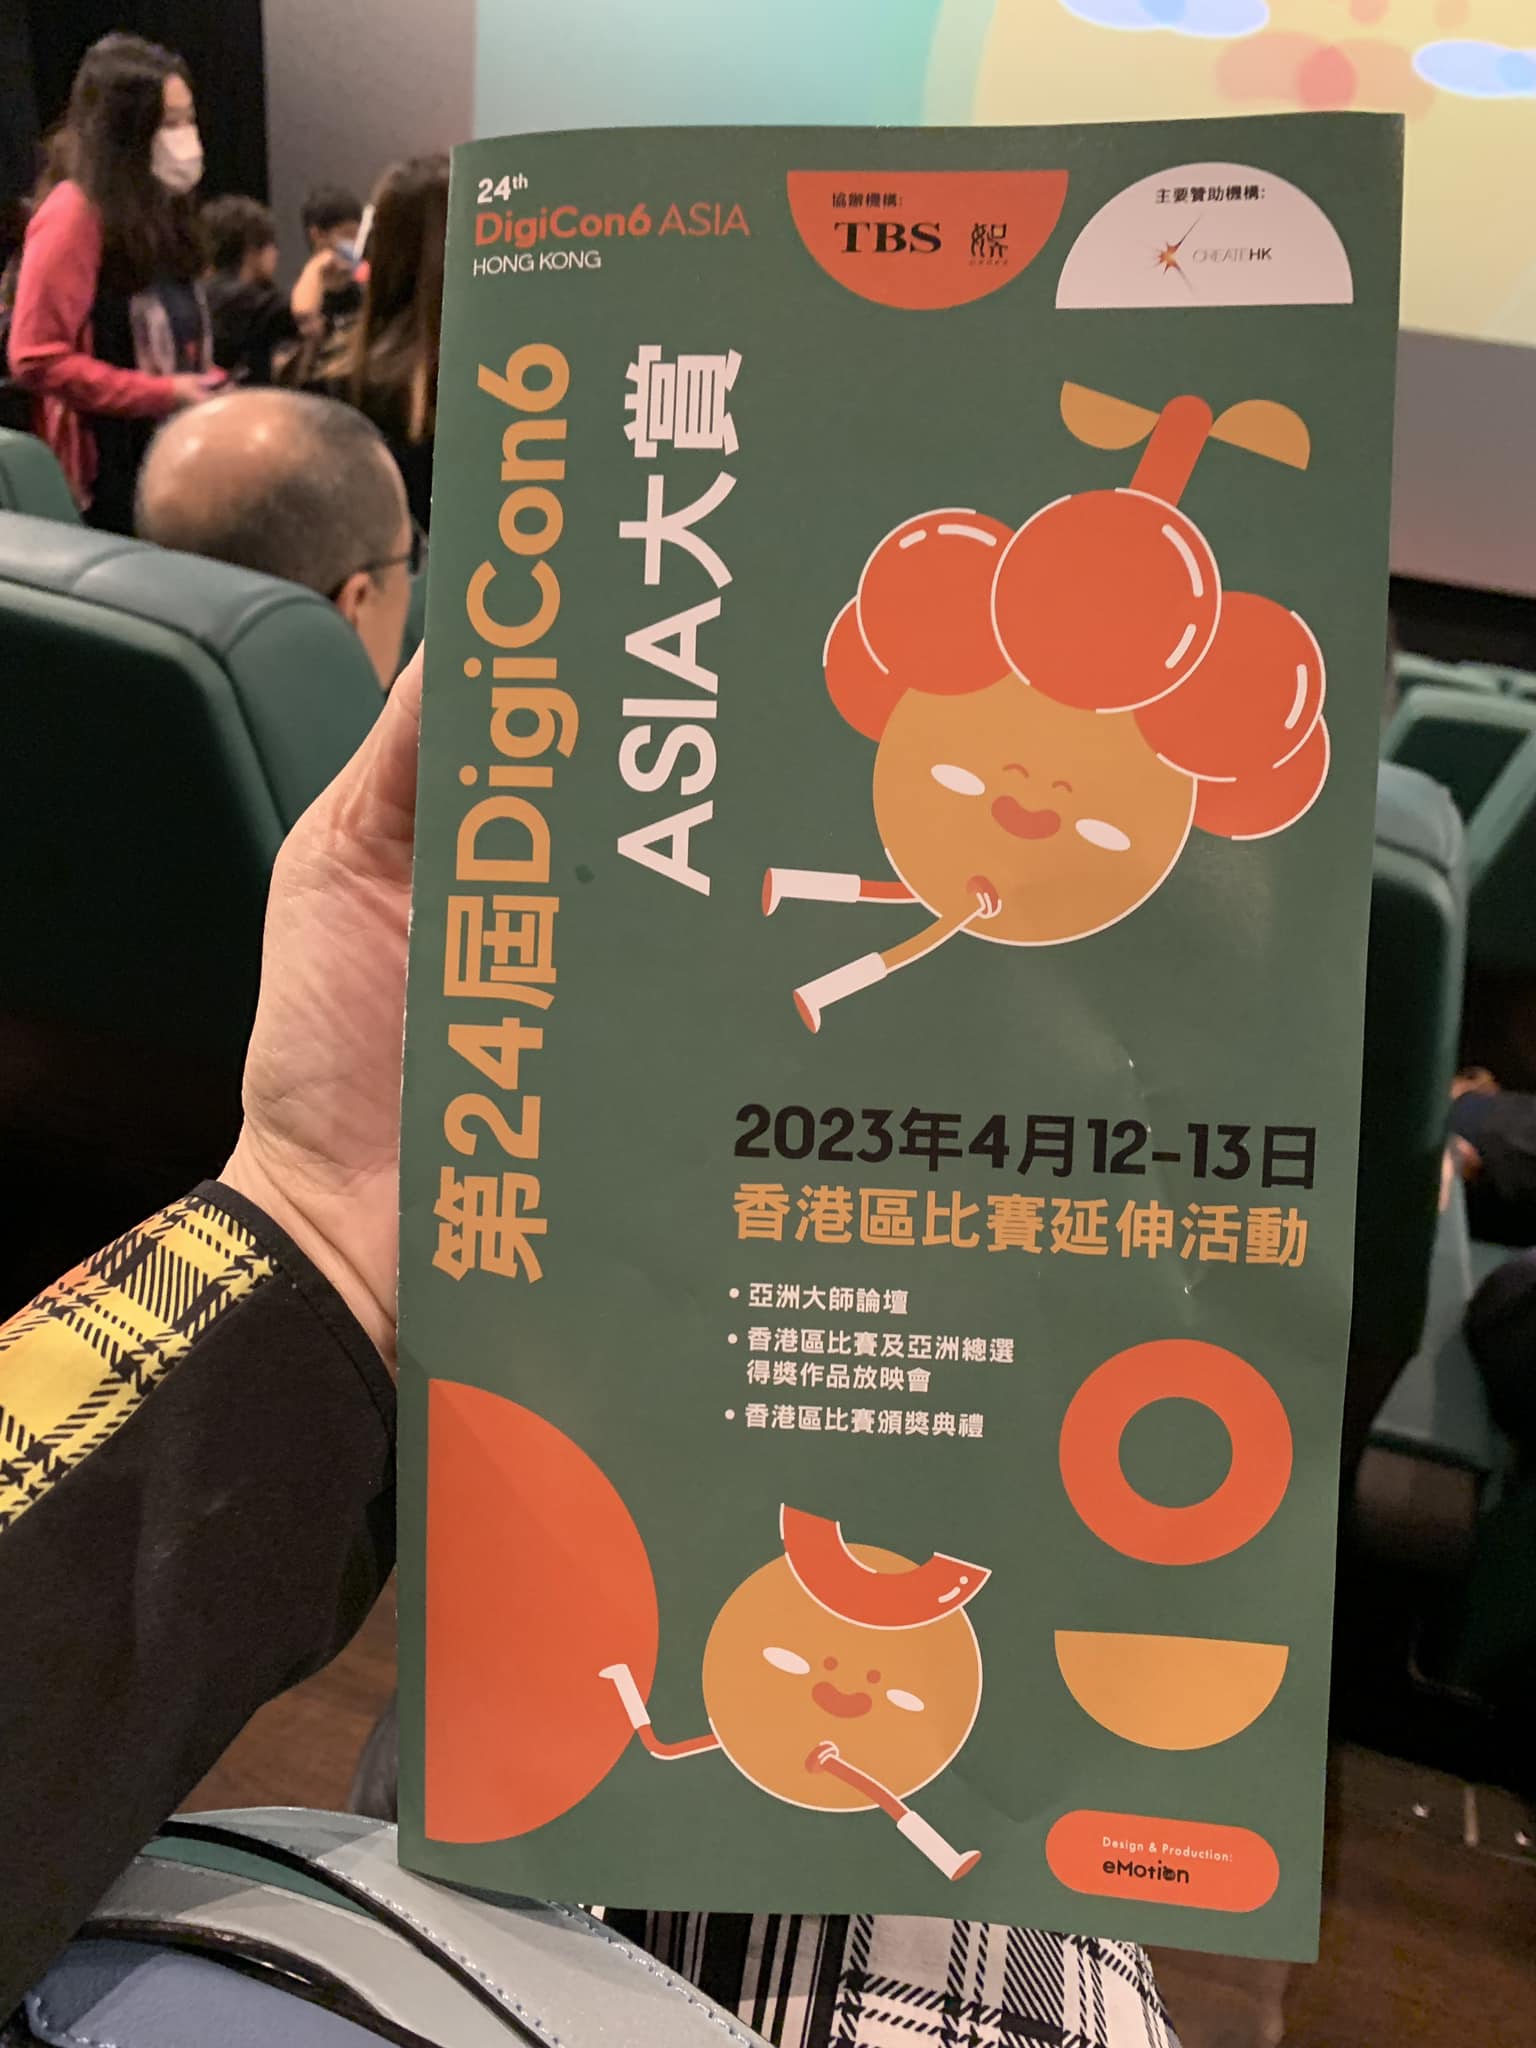 24th
DigiCon6 ASIA
HONG KONG
協辦機構:
TBS
主要贊助機構:
CREATEHK
第24屆DigiCon6
ASIA大賞
2023年4月12-13日
香港區比賽延伸活動
• 亞洲大師論壇
• 香港區比賽及亞洲總選
得獎作品放映會
• 香港區比賽頒獎典禮
Design & Production:
eMotion